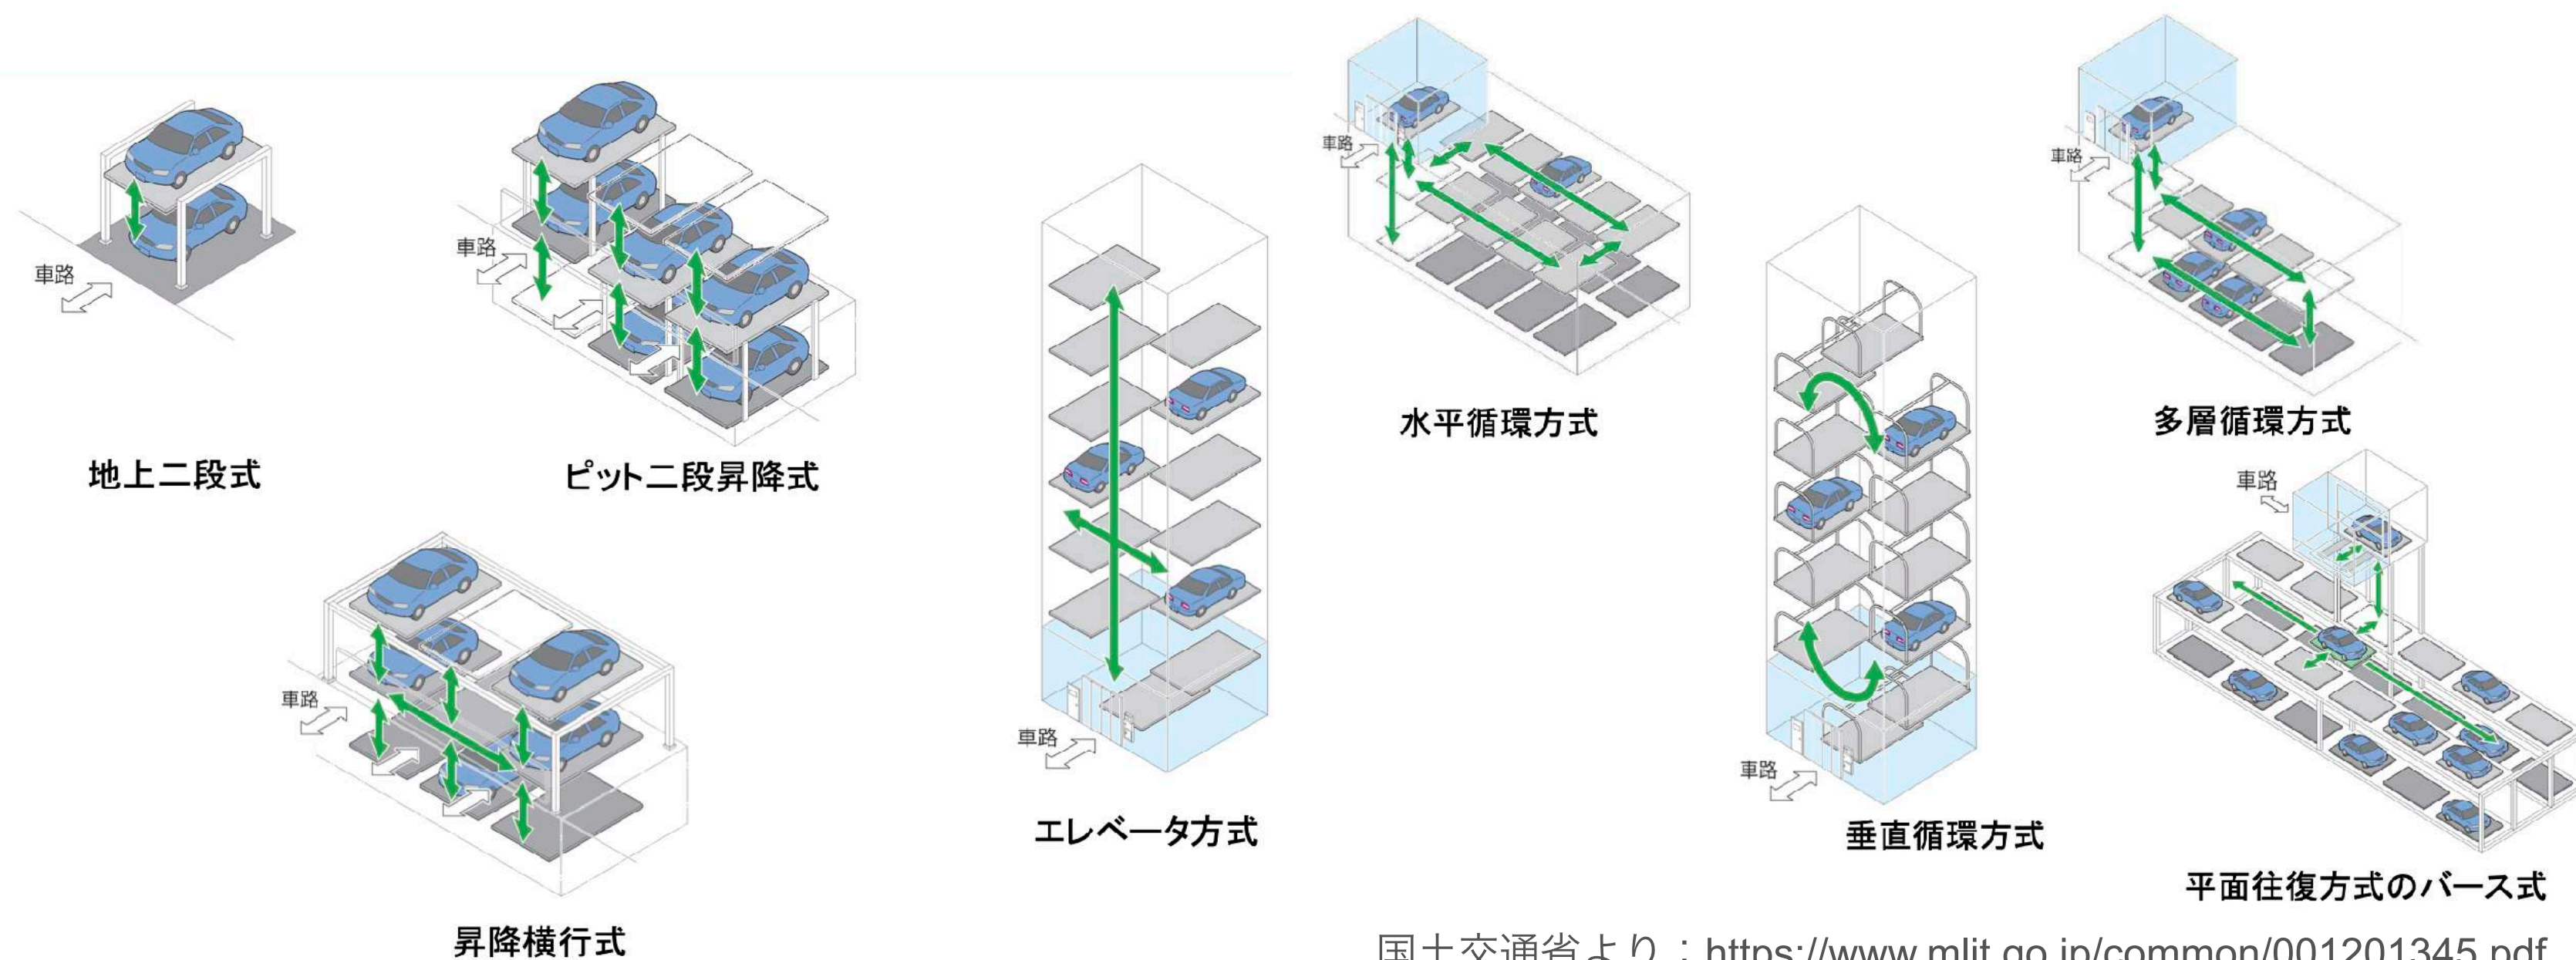 車路
地上二段式
車路
ピット二段昇降式
車路
昇降横行式
車路
エレベータ方式
車路
水平循環方式
車路
垂直循環方式
車路
多層循環方式
車路
平面往復方式のバース式
国土交通省より：https://www.mlit.go.jp/common/001201345.pdf